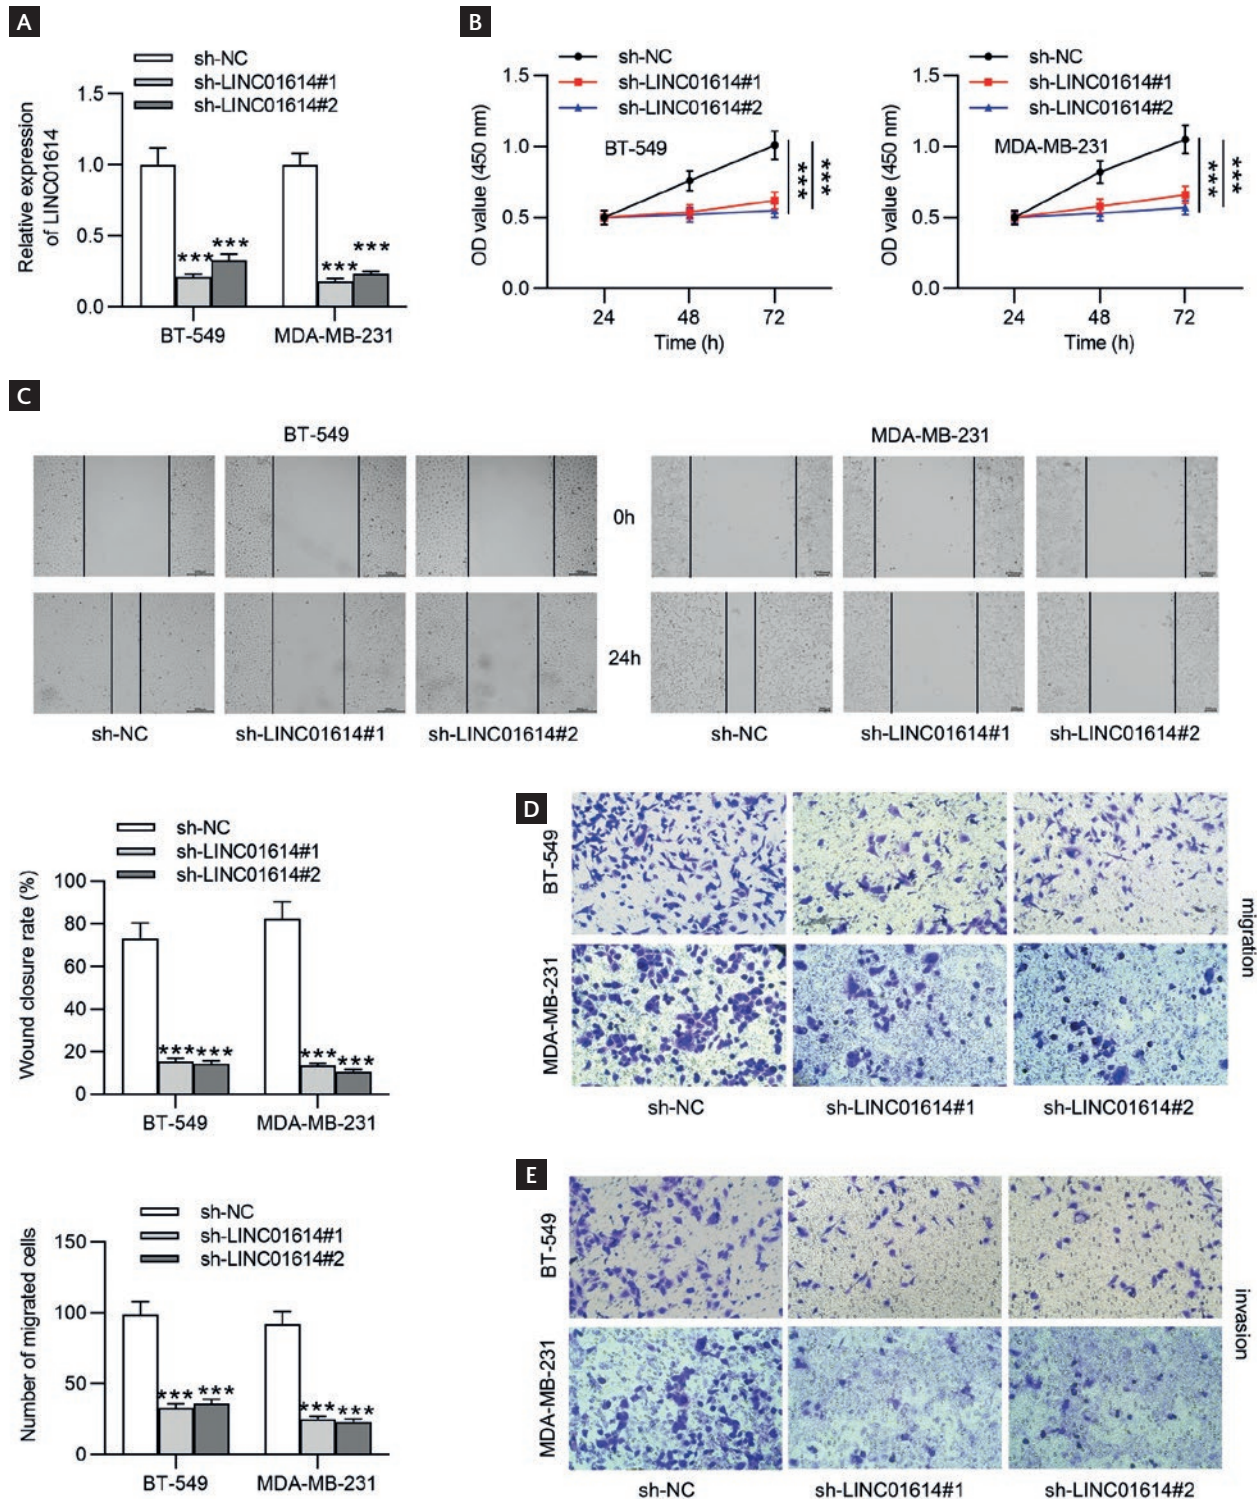 A
sh-NC
sh-LINC01614#1
sh-LINC01614#2
Relative expression
of LINC01614
1.5
1.0
0.5
0.0
***
***
***
***
BT-549
MDA-MB-231
B
sh-NC
sh-LINC01614#1
sh-LINC01614#2
OD value (450 nm)
1.5
1.0
0.5
0.0
BT-549
***
***
24
48
72
Time (h)
sh-NC
sh-LINC01614#1
sh-LINC01614#2
OD value (450 nm)
1.5
1.0
0.5
0.0
MDA-MB-231
***
***
24
48
72
Time (h)
C
BT-549
MDA-MB-231
0h
24h
sh-NC
sh-LINC01614#1
sh-LINC01614#2
sh-NC
sh-LINC01614#1
sh-LINC01614#2
sh-NC
sh-LINC01614#1
sh-LINC01614#2
Wound closure rate (%)
100
80
60
40
20
0
***
***
***
***
BT-549
MDA-MB-231
D
BT-549
MDA-MB-231
migration
sh-NC
sh-LINC01614#1
sh-LINC01614#2
sh-NC
sh-LINC01614#1
sh-LINC01614#2
Number of migrated cells
150
100
50
0
***
***
***
***
BT-549
MDA-MB-231
E
BT-549
MDA-MB-231
invasion
sh-NC
sh-LINC01614#1
sh-LINC01614#2